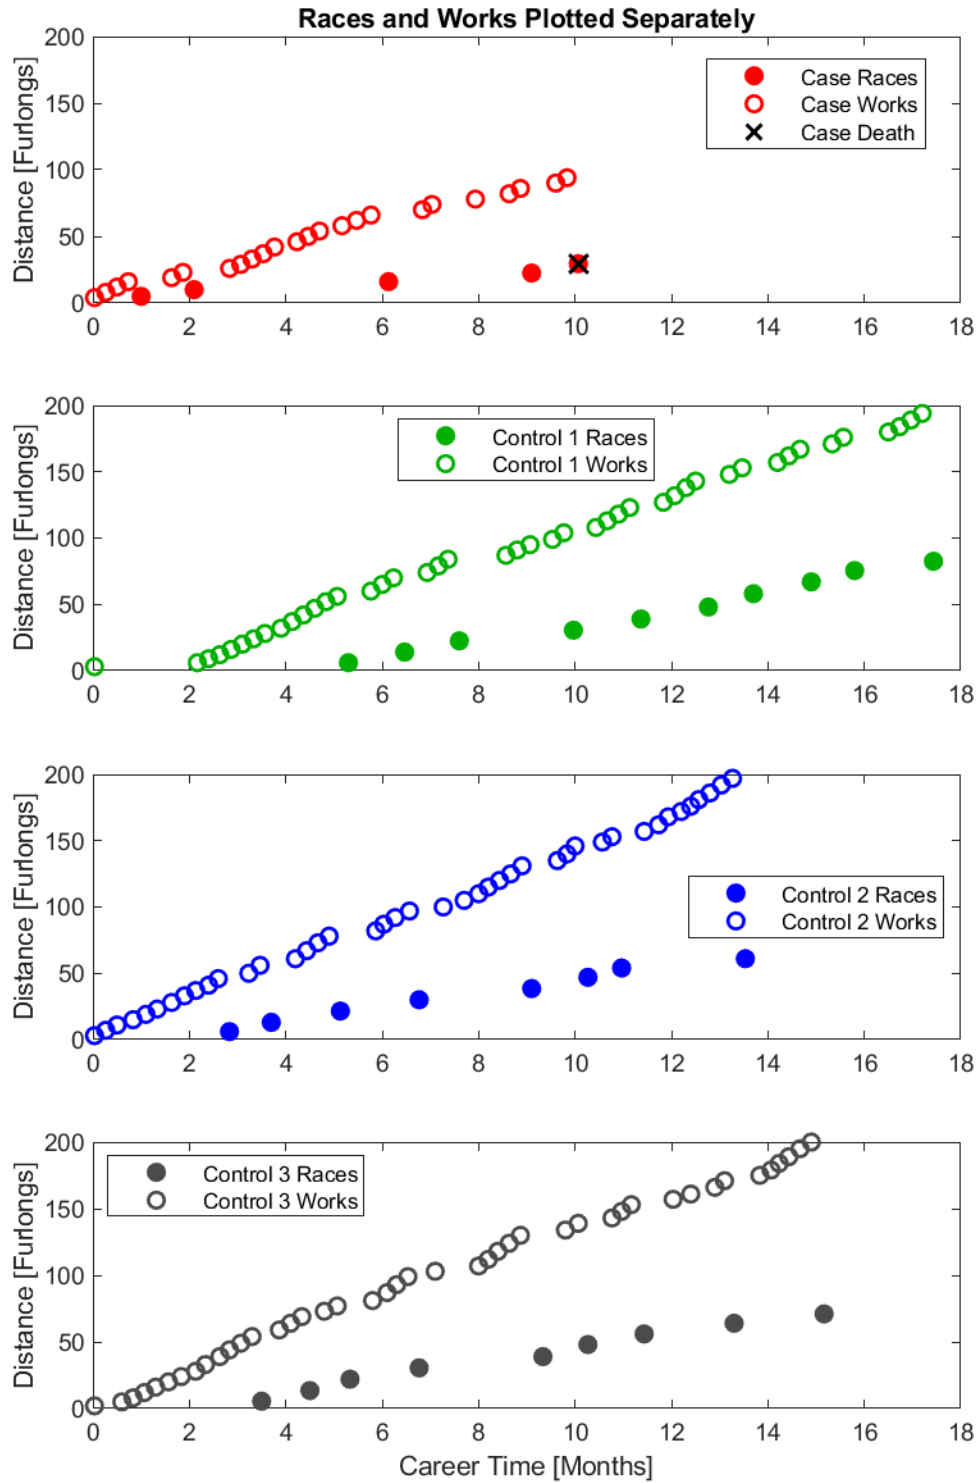 Races and Works Plotted Separately
200
150
100
50
0
Distance [Furlongs]
Case Races
Case Works
Case Death
0 2 4 6 8 10 12 14 16 18
200
150
100
50
0
Distance [Furlongs]
Control 1 Races
Control 1 Works
0 2 4 6 8 10 12 14 16 18
200
150
100
50
0
Distance [Furlongs]
Control 2 Races
Control 2 Works
0 2 4 6 8 10 12 14 16 18
200
150
100
50
0
Distance [Furlongs]
Control 3 Races
Control 3 Works
0 2 4 6 8 10 12 14 16 18
Career Time [Months]